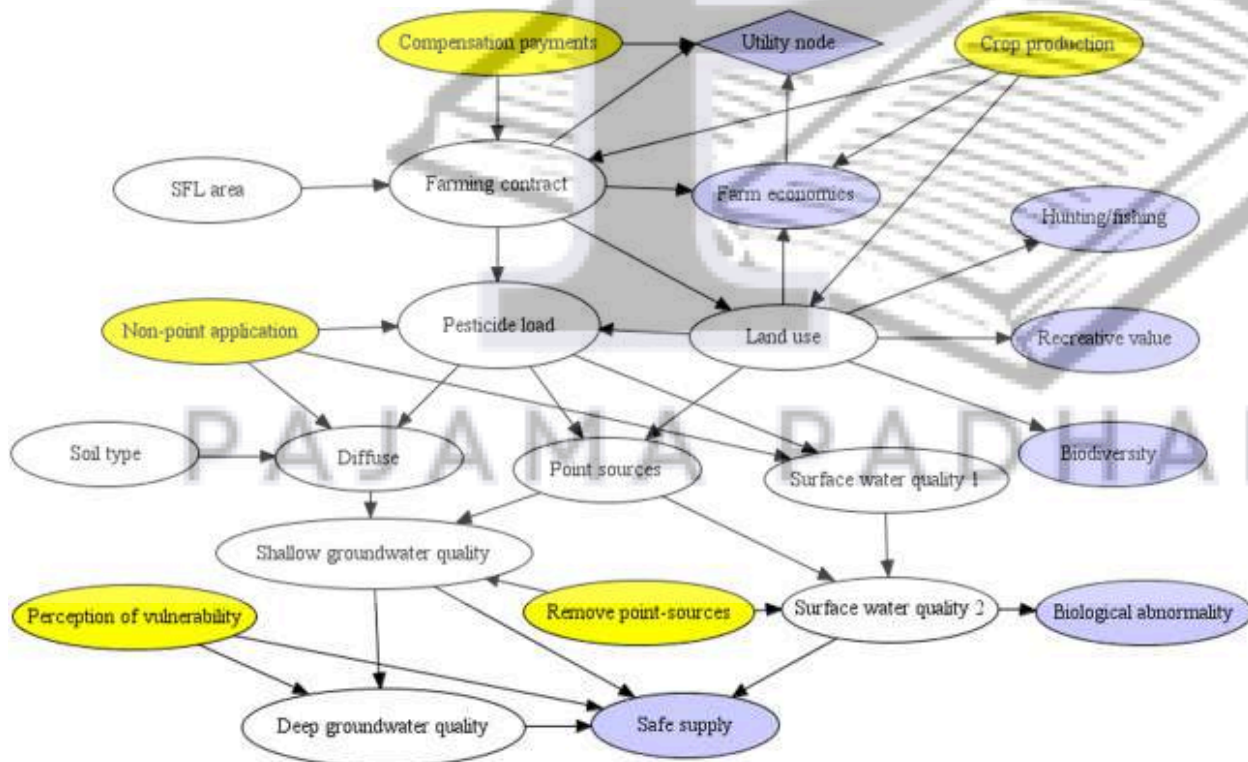 Compensation payments
Utility node
Crop production
SFL area
Farming contract
Farm economics
Hunting/fishing
Non-point application
Pesticide load
Land use
Recreative value
PAJAMA PADHAI
Soil type
Diffuse
Point sources
Surface water quality 1
Biodiversity
Shallow groundwater quality
Perception of vulnerability
Remove point-sources
Surface water quality 2
Biological abnormality
Deep groundwater quality
Safe supply